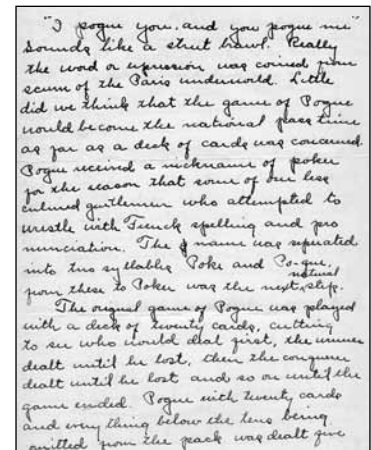 "I pogue you, and you pogue me"
Sounds like a street brawl. Really
the word or expression was coined from
scum of the Paris underworld. Little
did we think that the game of Pogue
would become the national pass time
as far as a deck of cards was concerned.
Pogue received a nickname of poker
for the reason that some of our less
cultured gentlemen who attempted to
wrestle with French spelling and pro
nunciation. The name was seperated
into two syllables Poke and Po-que,
natural
from these to Poker was the next step.
The original game of Pogue was played
with a deck of twenty cards, cutting
to see who would deal first, the winner
dealt until he lost, then the conqueror
dealt until he lost and so on until the
game ended. Pogue with twenty cards
and every thing below the tens being
omitted from the pack was dealt five